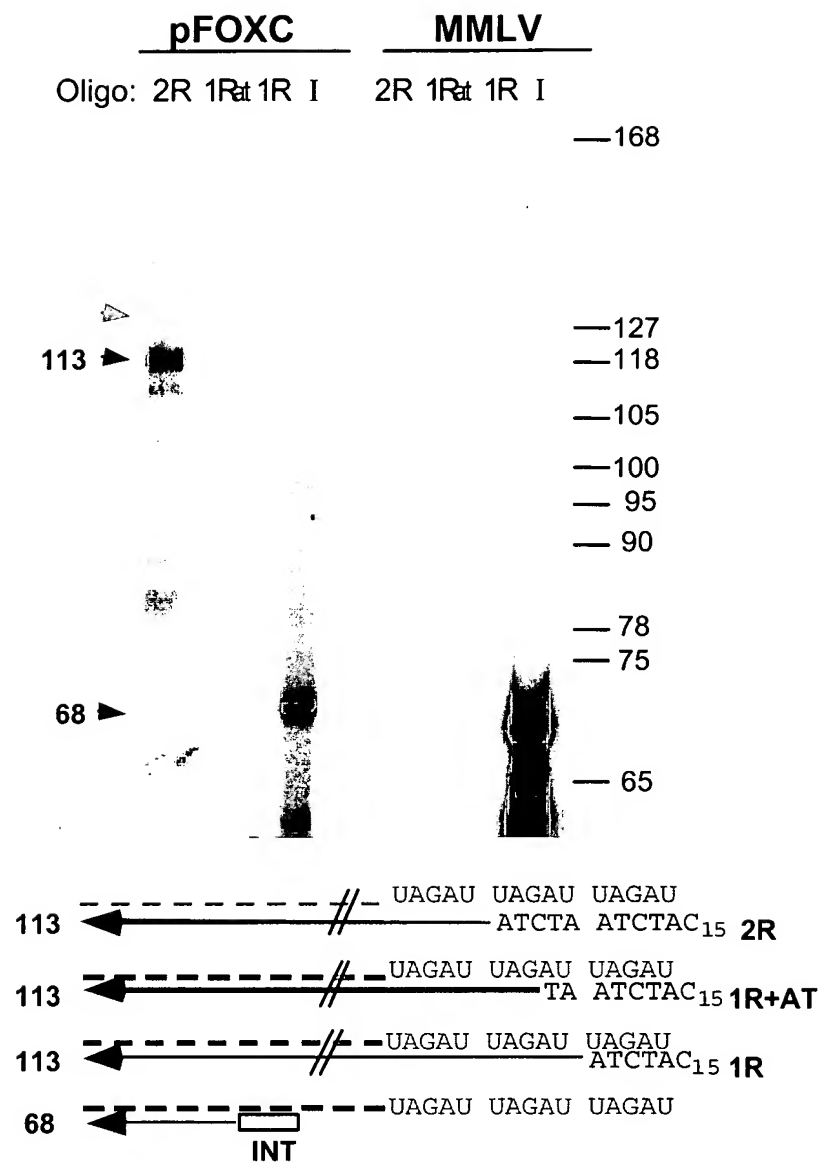 pFOXC MMLV
Oligo: 2R 1Rat 1R I 2R 1Rat 1R I
168
127
113
118
105
100
95
90
78
75
68
65
UAGAU UAGAU UAGAU
113 ATCTA ATCTAC15 2R
UAGAU UAGAU UAGAU
113 TA ATCTAC15 1R+AT
UAGAU UAGAU UAGAU
113 ATCTAC15 1R
UAGAU UAGAU UAGAU
68
INT